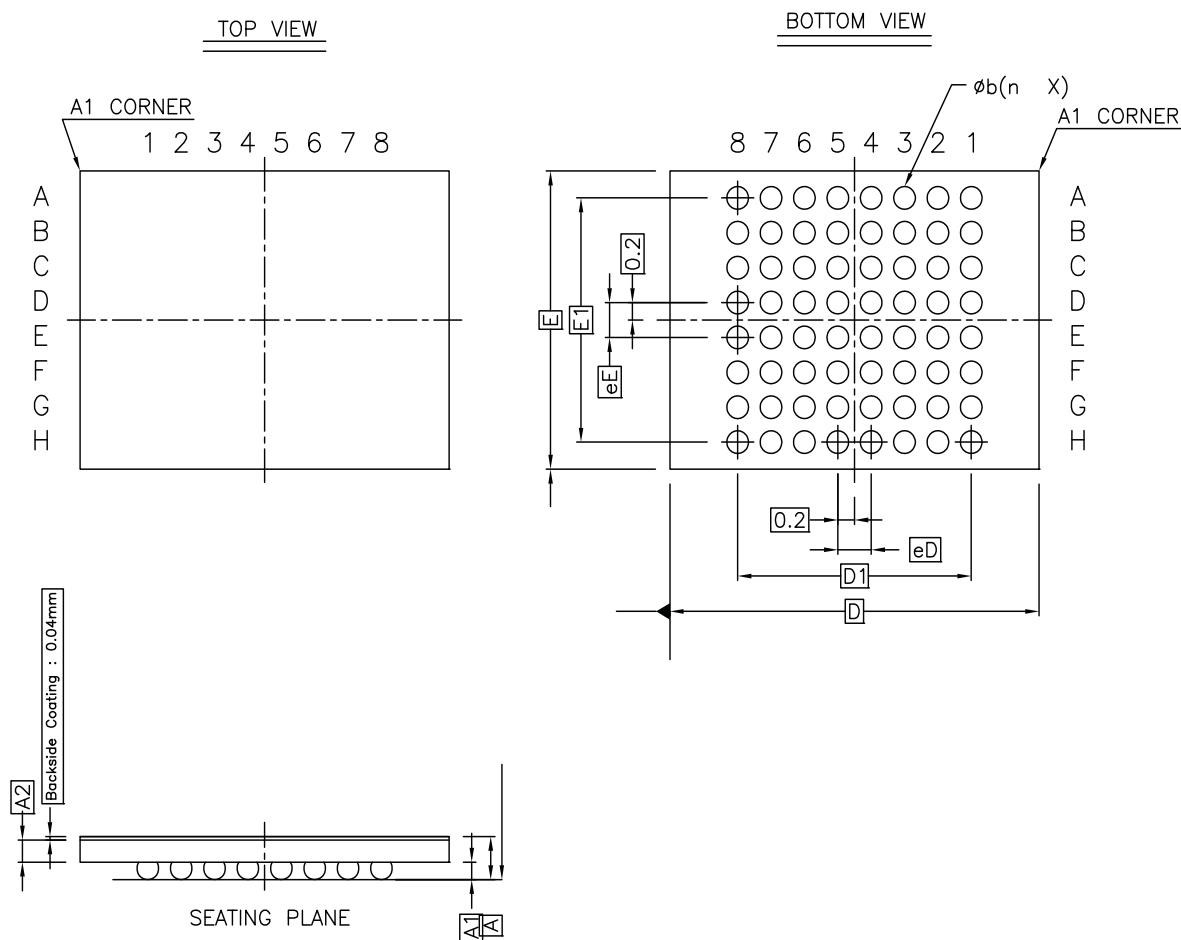 TOP VIEW
BOTTOM VIEW
A1 CORNER
1 2 3 4 5 6 7 8
A
B
C
D
E
F
G
H
øb(n X)
A1 CORNER
8 7 6 5 4 3 2 1
A
B
C
D
E
F
G
H
0.2
E
E1
eE
0.2
eD
D1
D
Backside Coating : 0.04mm
A2
SEATING PLANE
A1
A